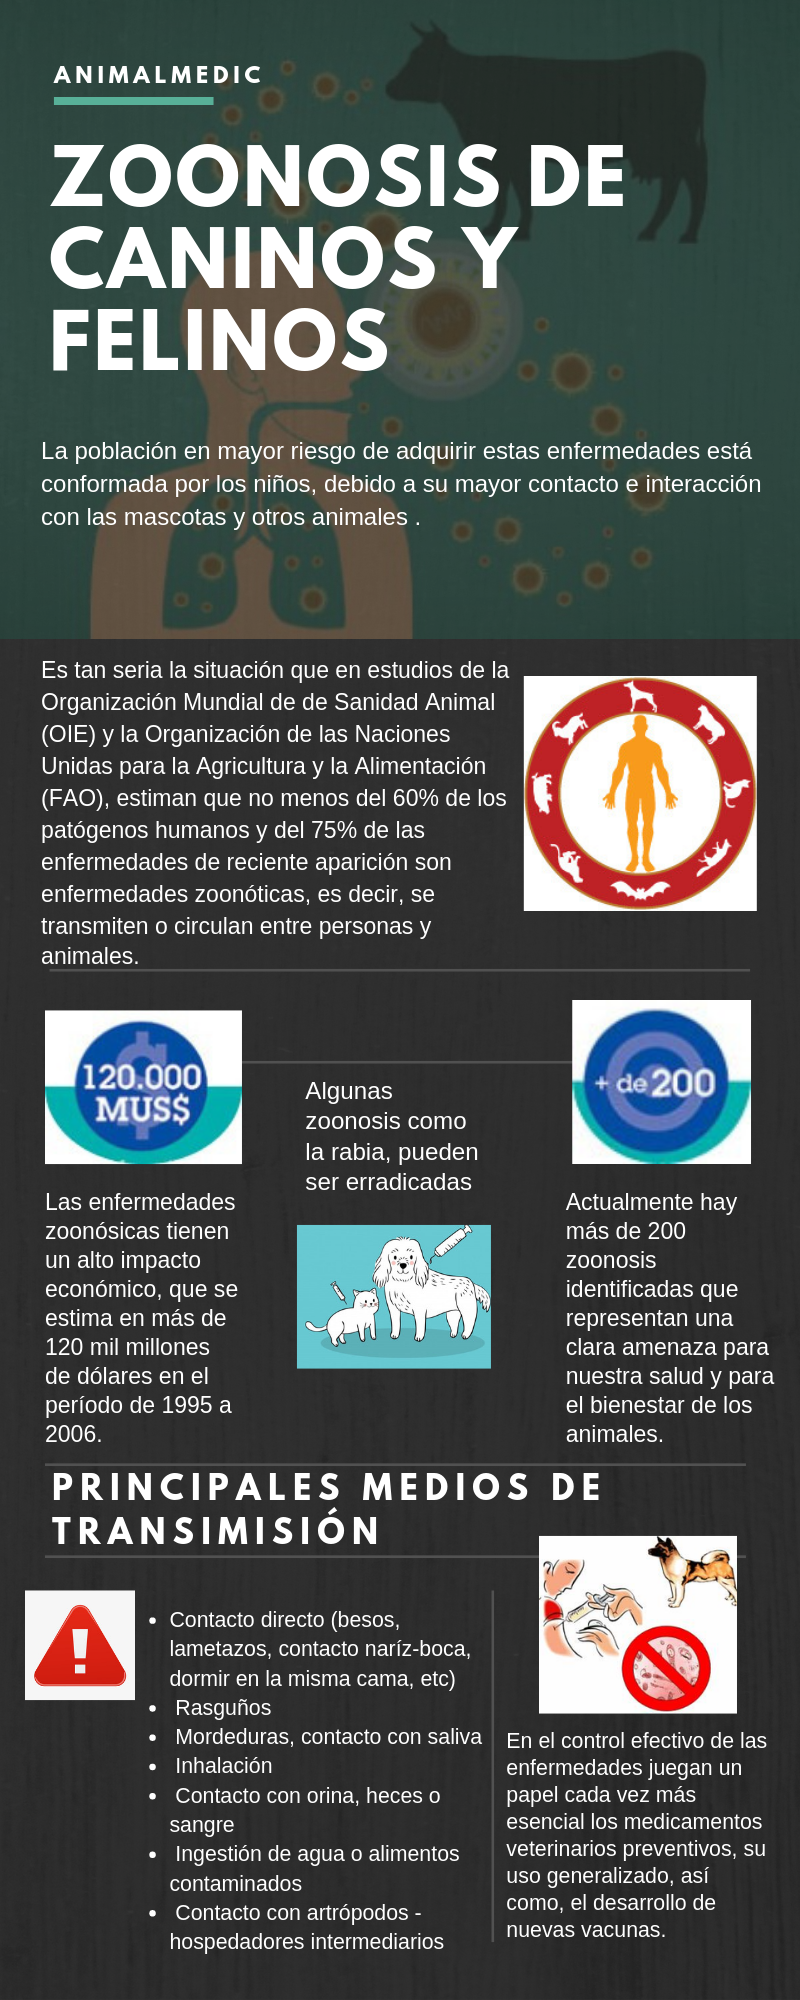 ANIMALMEDIC
ZOONOSIS DE
CANINOS Y
FELINOS
La población en mayor riesgo de adquirir estas enfermedades está
conformada por los niños, debido a su mayor contacto e interacción
con las mascotas y otros animales .
Es tan seria la situación que en estudios de la
Organización Mundial de de Sanidad Animal
(OIE) y la Organización de las Naciones
Unidas para la Agricultura y la Alimentación
(FAO), estiman que no menos del 60% de los
patógenos humanos y del 75% de las
enfermedades de reciente aparición son
enfermedades zoonóticas, es decir, se
transmiten o circulan entre personas y
animales.
120.000
MUS$
Las enfermedades
zoonósicas tienen
un alto impacto
económico, que se
estima en más de
120 mil millones
de dólares en el
período de 1995 a
2006.
Algunas
zoonosis como
la rabia, pueden
ser erradicadas
+ de 200
Actualmente hay
más de 200
zoonosis
identificadas que
representan una
clara amenaza para
nuestra salud y para
el bienestar de los
animales.
PRINCIPALES MEDIOS DE
TRANSIMISIÓN
• Contacto directo (besos,
lametazos, contacto naríz-boca,
dormir en la misma cama, etc)
• Rasguños
• Mordeduras, contacto con saliva
• Inhalación
• Contacto con orina, heces o
sangre
• Ingestión de agua o alimentos
contaminados
• Contacto con artrópodos -
hospedadores intermediarios
En el control efectivo de las
enfermedades juegan un
papel cada vez más
esencial los medicamentos
veterinarios preventivos, su
uso generalizado, así
como, el desarrollo de
nuevas vacunas.